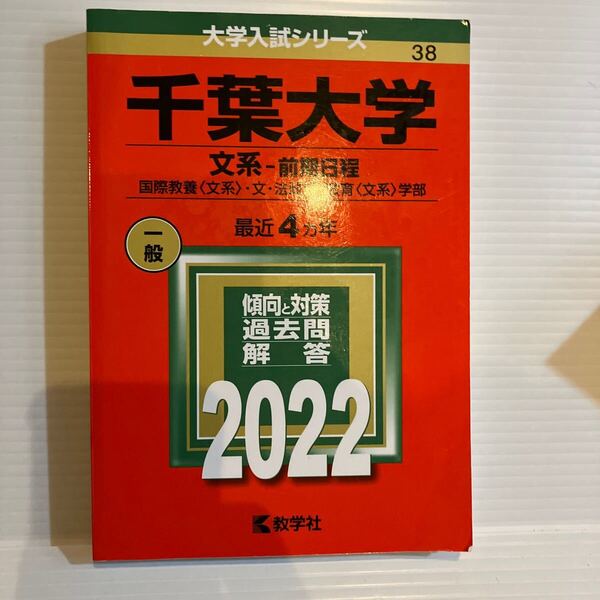 大学入試シリーズ
38
千葉大学
文系-前期日程
国際教養〈文系〉・文・法政経・教育〈文系〉学部
最近4カ年
一般
傾向と対策
過去問
解答
2022
教学社